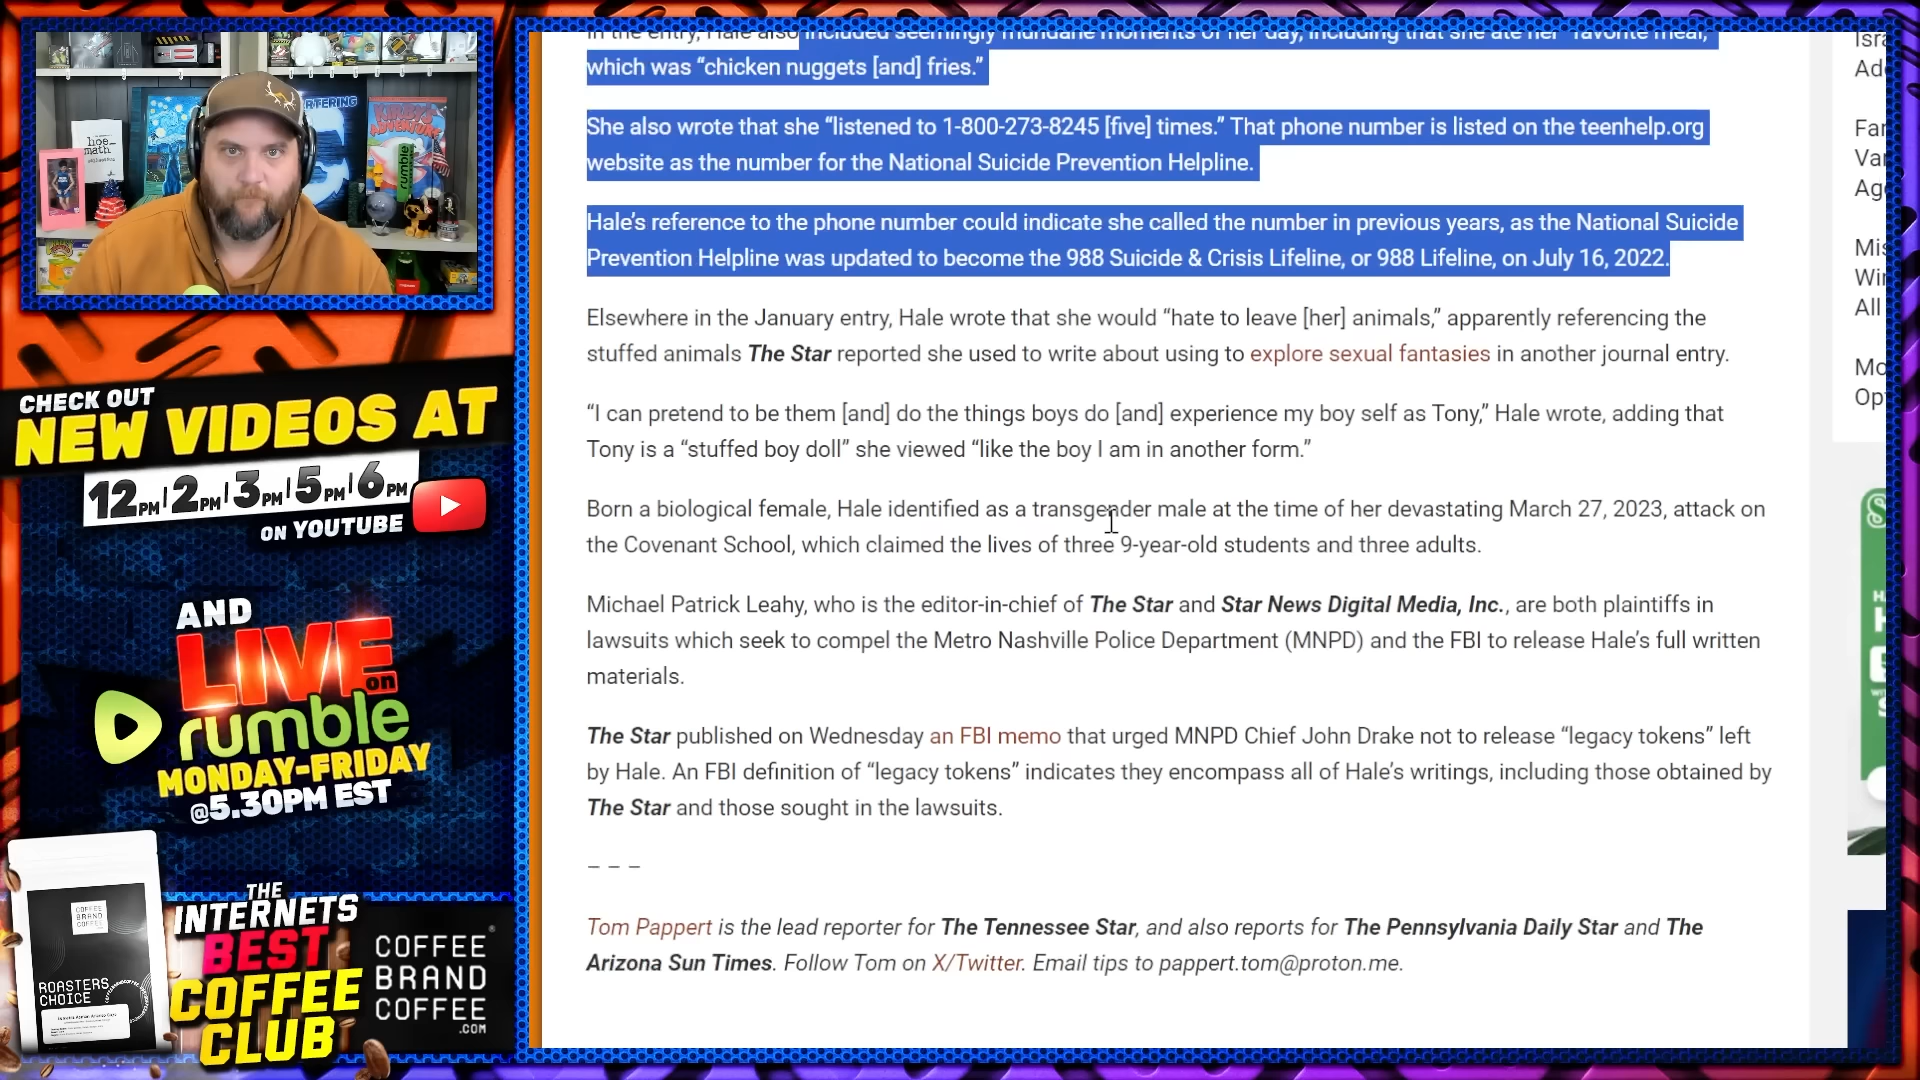 In the entry, Hale also included seemingly mundane moments of her day, including that she ate her “favorite meal,”
which was “chicken nuggets [and] fries.”
She also wrote that she “listened to 1-800-273-8245 [five] times.” That phone number is listed on the teenhelp.org
website as the number for the National Suicide Prevention Helpline.
Hale’s reference to the phone number could indicate she called the number in previous years, as the National Suicide
Prevention Helpline was updated to become the 988 Suicide & Crisis Lifeline, or 988 Lifeline, on July 16, 2022.
Elsewhere in the January entry, Hale wrote that she would “hate to leave [her] animals,” apparently referencing the
stuffed animals The Star reported she used to write about using to explore sexual fantasies in another journal entry.
“I can pretend to be them [and] do the things boys do [and] experience my boy self as Tony,” Hale wrote, adding that
Tony is a “stuffed boy doll” she viewed “like the boy I am in another form.”
Born a biological female, Hale identified as a transgender male at the time of her devastating March 27, 2023, attack on
the Covenant School, which claimed the lives of three 9-year-old students and three adults.
Michael Patrick Leahy, who is the editor-in-chief of The Star and Star News Digital Media, Inc., are both plaintiffs in
lawsuits which seek to compel the Metro Nashville Police Department (MNPD) and the FBI to release Hale’s full written
materials.
The Star published on Wednesday an FBI memo that urged MNPD Chief John Drake not to release “legacy tokens” left
by Hale. An FBI definition of “legacy tokens” indicates they encompass all of Hale’s writings, including those obtained by
The Star and those sought in the lawsuits.
– – –
Tom Pappert is the lead reporter for The Tennessee Star, and also reports for The Pennsylvania Daily Star and The
Arizona Sun Times. Follow Tom on X/Twitter. Email tips to pappert.tom@proton.me.
KIRBY'S
ADVENTURE
rumble
CHECK OUT
NEW VIDEOS AT
12PM | 2PM | 3PM | 5PM | 6PM
ON YOUTUBE
AND
LIVE
on
rumble
MONDAY-FRIDAY
@5.30PM EST
THE
INTERNETS
BEST
COFFEE
CLUB
COFFEE
BRAND
COFFEE
.COM
COFFEE
BRAND
COFFEE
ROASTERS
CHOICE